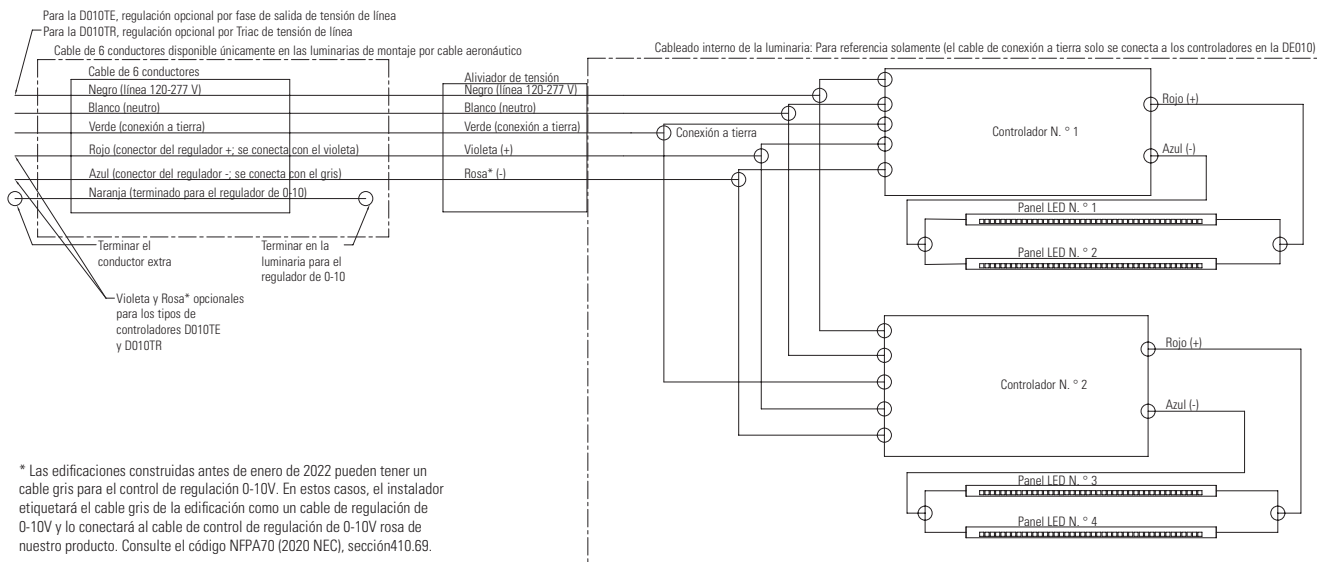 Para la D010TE, regulación opcional por fase de salida de tensión de línea
Para la D010TR, regulación opcional por Triac de tensión de línea
Cable de 6 conductores disponible únicamente en las luminarias de montaje por cable aeronáutico
Cableado interno de la luminaria: Para referencia solamente (el cable de conexión a tierra solo se conecta a los controladores en la DE010)
Cable de 6 conductores
Negro (línea 120-277 V)
Blanco (neutro)
Verde (conexión a tierra)
Rojo (conector del regulador +; se conecta con el violeta)
Azul (conector del regulador -; se conecta con el gris)
Naranja (terminado para el regulador de 0-10)
Aliviador de tensión
Negro (línea 120-277 V)
Blanco (neutro)
Verde (conexión a tierra)
Violeta (+)
Rosa* (-)
Conexión a tierra
Controlador N. ° 1
Rojo (+)
Azul (-)
Panel LED N. ° 1
Panel LED N. ° 2
Terminar el
conductor extra
Terminar en la
luminaria para el
regulador de 0-10
Violeta y Rosa* opcionales
para los tipos de
controladores D010TE
y D010TR
Controlador N. ° 2
Rojo (+)
Azul (-)
Panel LED N. ° 3
Panel LED N. ° 4
* Las edificaciones construidas antes de enero de 2022 pueden tener un
cable gris para el control de regulación 0-10V. En estos casos, el instalador
etiquetará el cable gris de la edificación como un cable de regulación de
0-10V y lo conectará al cable de control de regulación de 0-10V rosa de
nuestro producto. Consulte el código NFPA70 (2020 NEC), sección410.69.